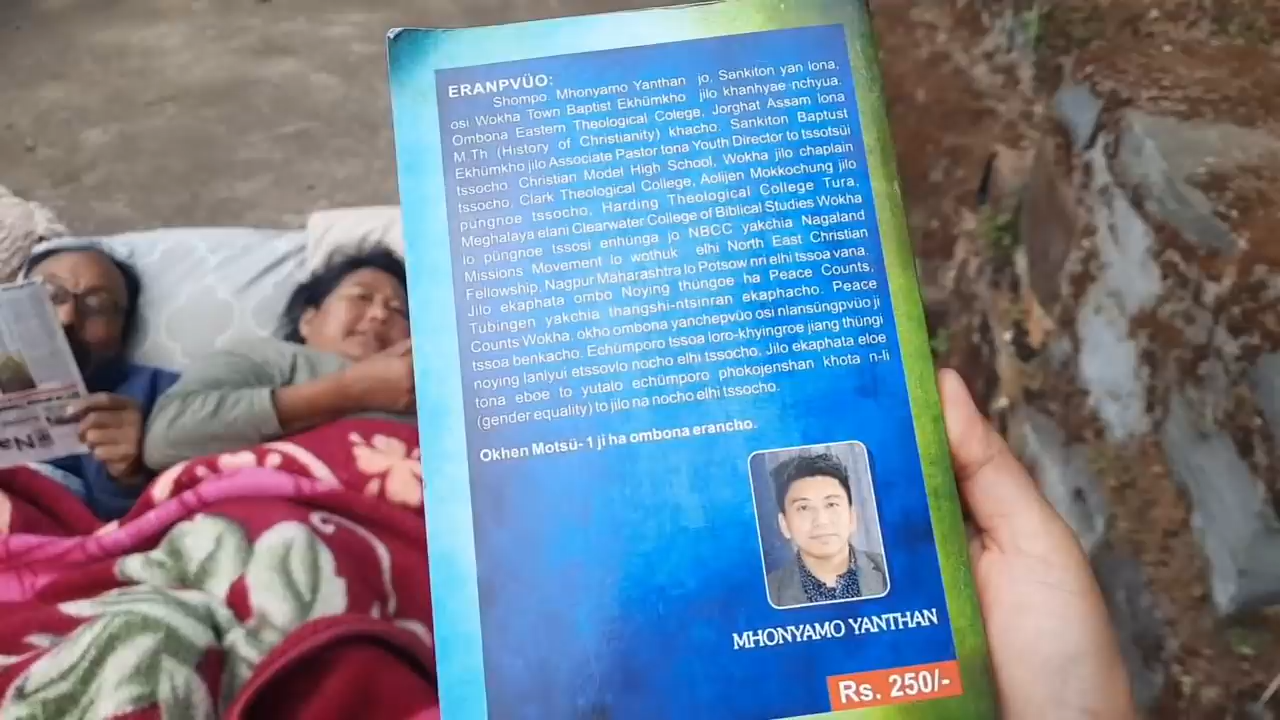 ERANPVÜO:
Shompo. Mhonyamo Yanthan jo, Sankiton yan lona,
osi Wokha Town Baptist Ekhümkho jilo khanhyae nchyua.
Ombona Eastern Theological Colege, Jorghat Assam lona
M.Th (History of Christianity) khacho. Sankiton Baptust
Ekhümkho jilo Associate Pastor tona Youth Director to tssotsüi
tssocho. Christian Model High School, Wokha jilo chaplain
tssocho, Clark Theological College, Aolijen Mokkochung jilo
püngnoe tssocho, Harding Theological College Tura,
Meghalaya elani Clearwater College of Biblical Studies Wokha
lo püngnoe tssosi enhünga jo NBCC yakchia Nagaland
Missions Movement lo wothuk elhi North East Christian
Fellowship, Nagpur Maharashtra lo Potsow nri elhi tssoa vana.
Jilo ekaphata ombo Noying thüngoe ha Peace Counts,
Tubingen yakchia thangshi-ntsinran ekaphacho. Peace
Counts Wokha. okho ombona yanchepvüo osi nlansüngpvüo ji
tssoa benkacho. Echümporo tssoa loro-khyingroe jiang thüngi
noying lanlyui etssovlo nocho elhi tssocho. Jilo ekaphata eloe
tona eboe to yutalo echümporo phokojenshan khota n-li
(gender equality) to jilo na nocho elhi tssocho.
Okhen Motsü- 1 ji ha ombona erancho.
MHONYAMO YANTHAN
Rs. 250/-